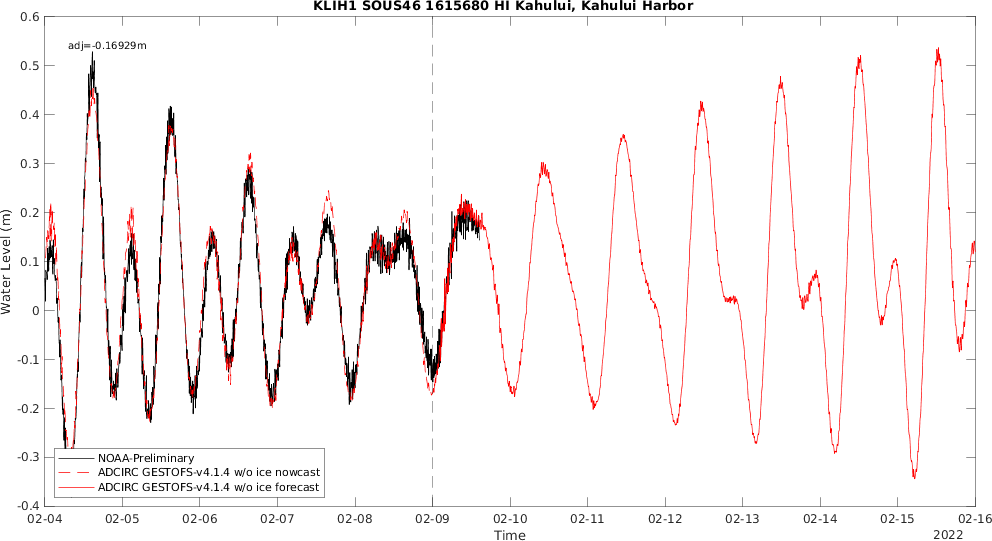 KLIH1 SOUS46 1615680 HI Kahului, Kahului Harbor
adj=-0.16929m
Water Level (m)
0.6
0.5
0.4
0.3
0.2
0.1
0
-0.1
-0.2
-0.3
-0.4
NOAA-Preliminary
ADCIRC GESTOFS-v4.1.4 w/o ice nowcast
ADCIRC GESTOFS-v4.1.4 w/o ice forecast
02-04 02-05 02-06 02-07 02-08 02-09 02-10 02-11 02-12 02-13 02-14 02-15 02-16
Time
2022